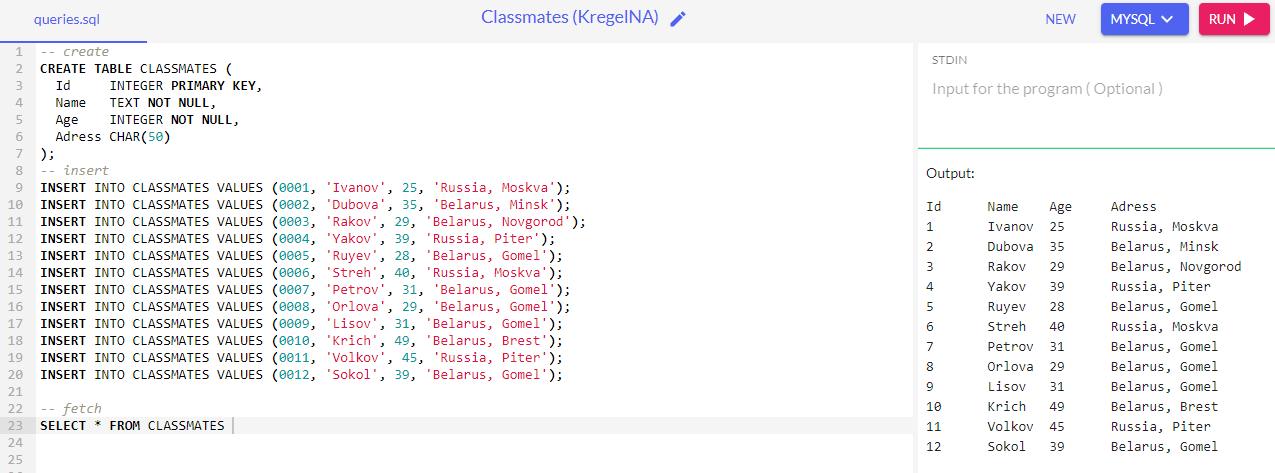 queries.sql
Classmates (KregelNA)
NEW
MYSQL
RUN
1 -- create
2 CREATE TABLE CLASSMATES (
3   Id     INTEGER PRIMARY KEY,
4   Name   TEXT NOT NULL,
5   Age    INTEGER NOT NULL,
6   Adress CHAR(50)
7 );
8 -- insert
9 INSERT INTO CLASSMATES VALUES (0001, 'Ivanov', 25, 'Russia, Moskva');
10 INSERT INTO CLASSMATES VALUES (0002, 'Dubova', 35, 'Belarus, Minsk');
11 INSERT INTO CLASSMATES VALUES (0003, 'Rakov', 29, 'Belarus, Novgorod');
12 INSERT INTO CLASSMATES VALUES (0004, 'Yakov', 39, 'Russia, Piter');
13 INSERT INTO CLASSMATES VALUES (0005, 'Ruyev', 28, 'Belarus, Gomel');
14 INSERT INTO CLASSMATES VALUES (0006, 'Streh', 40, 'Russia, Moskva');
15 INSERT INTO CLASSMATES VALUES (0007, 'Petrov', 31, 'Belarus, Gomel');
16 INSERT INTO CLASSMATES VALUES (0008, 'Orlova', 29, 'Belarus, Gomel');
17 INSERT INTO CLASSMATES VALUES (0009, 'Lisov', 31, 'Belarus, Gomel');
18 INSERT INTO CLASSMATES VALUES (0010, 'Krich', 49, 'Belarus, Brest');
19 INSERT INTO CLASSMATES VALUES (0011, 'Volkov', 45, 'Russia, Piter');
20 INSERT INTO CLASSMATES VALUES (0012, 'Sokol', 39, 'Belarus, Gomel');
21
22 -- fetch
23 SELECT * FROM CLASSMATES
24
25
STDIN
Input for the program ( Optional )
Output:
Id Name Age Adress
1 Ivanov 25 Russia, Moskva
2 Dubova 35 Belarus, Minsk
3 Rakov 29 Belarus, Novgorod
4 Yakov 39 Russia, Piter
5 Ruyev 28 Belarus, Gomel
6 Streh 40 Russia, Moskva
7 Petrov 31 Belarus, Gomel
8 Orlova 29 Belarus, Gomel
9 Lisov 31 Belarus, Gomel
10 Krich 49 Belarus, Brest
11 Volkov 45 Russia, Piter
12 Sokol 39 Belarus, Gomel